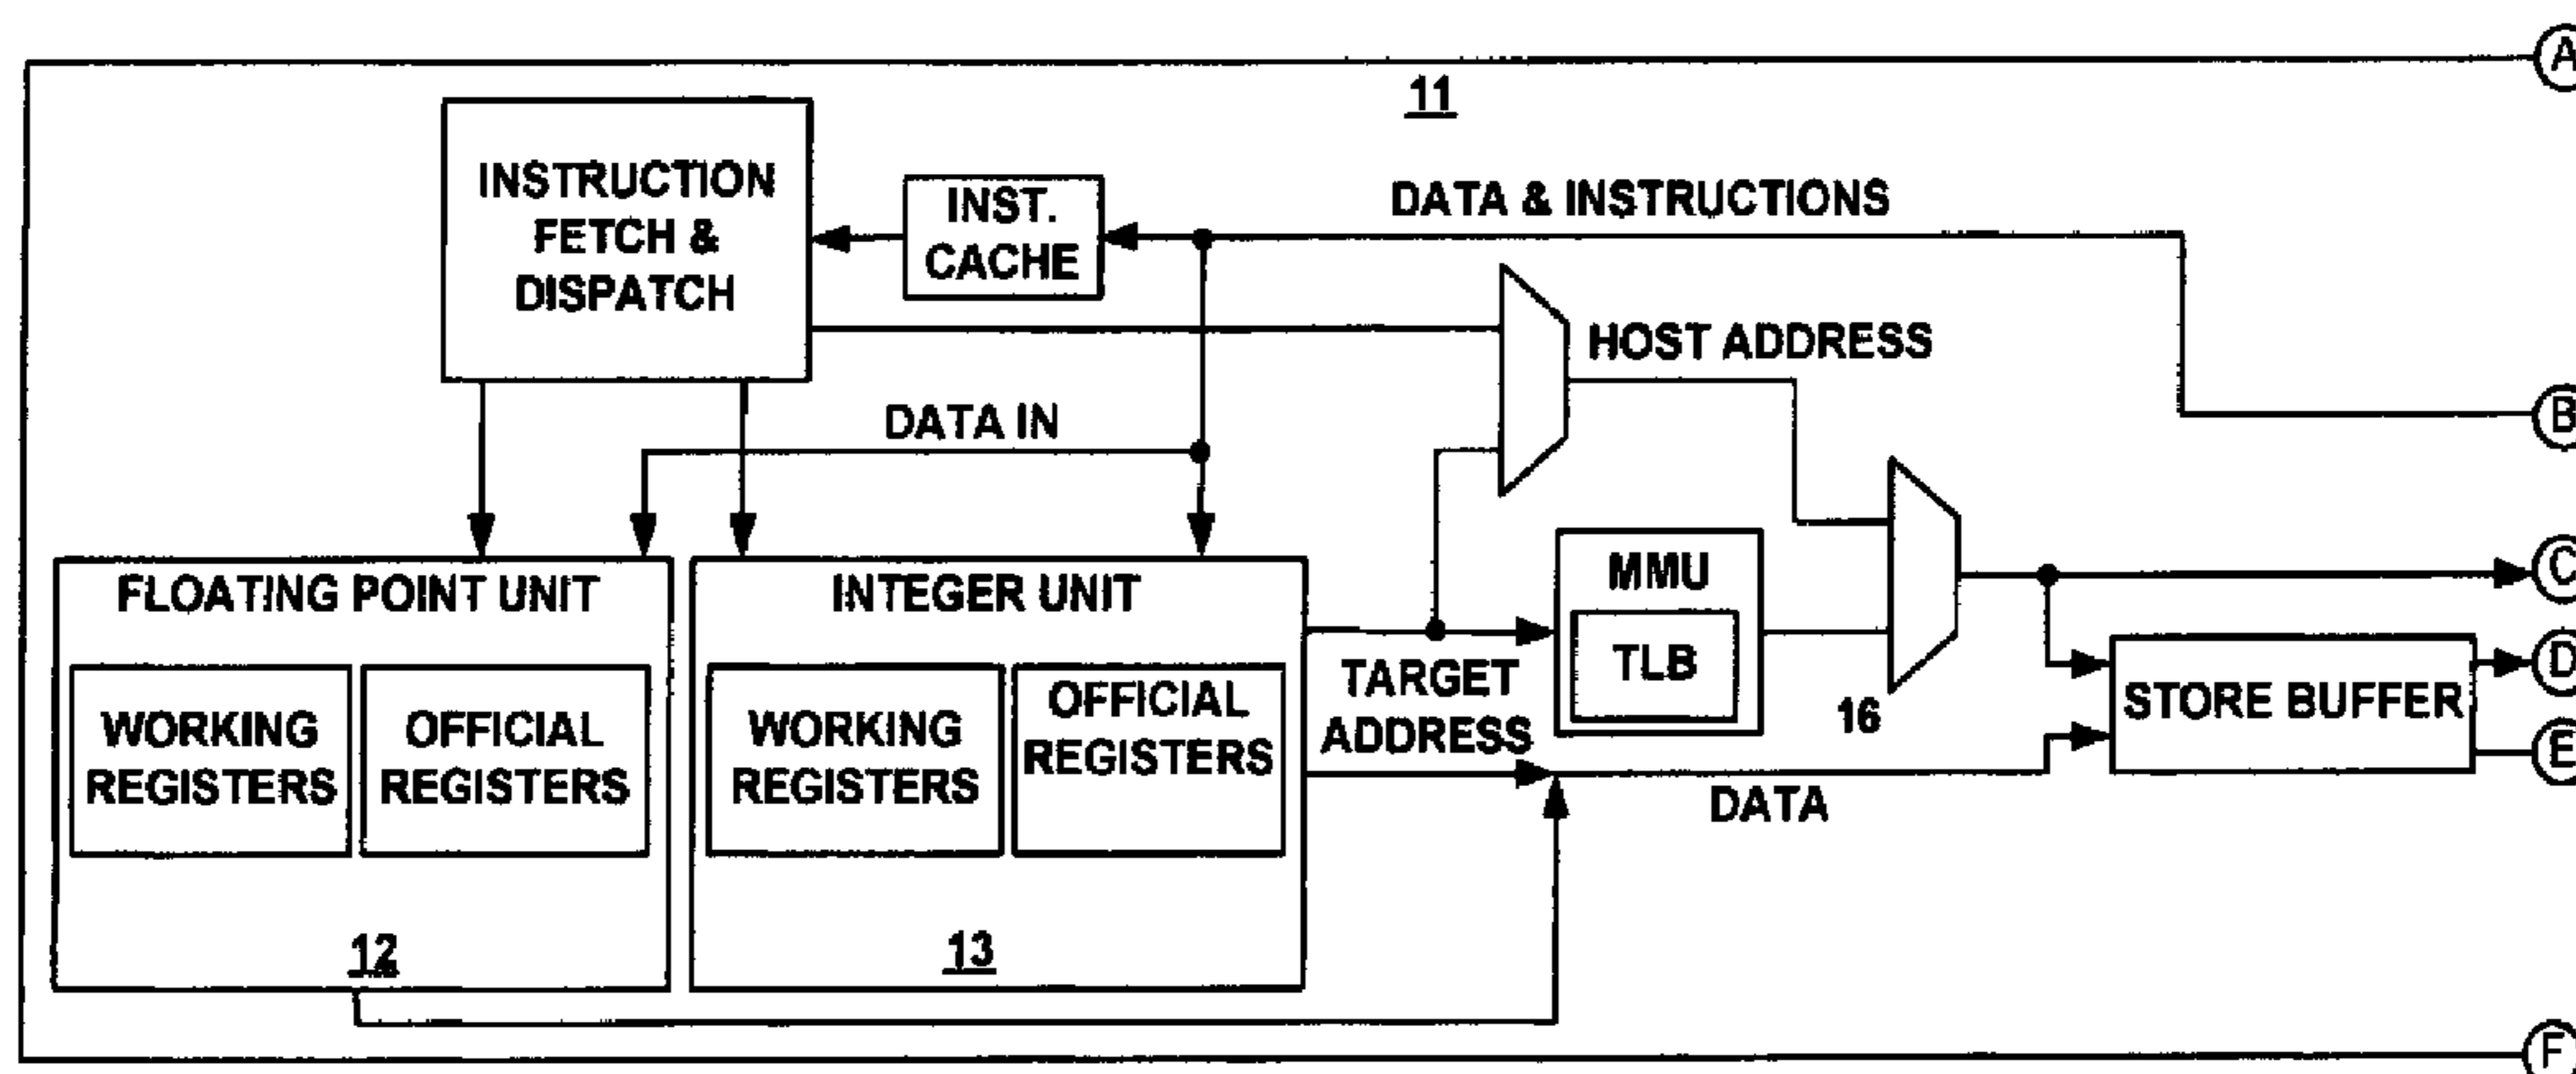 A
11
INSTRUCTION
FETCH &
DISPATCH
INST.
CACHE
DATA & INSTRUCTIONS
HOST ADDRESS
B
DATA IN
FLOATING POINT UNIT
WORKING
REGISTERS
OFFICIAL
REGISTERS
12
INTEGER UNIT
WORKING
REGISTERS
OFFICIAL
REGISTERS
13
TARGET
ADDRESS
MMU
TLB
16
DATA
STORE BUFFER
C
D
E
F